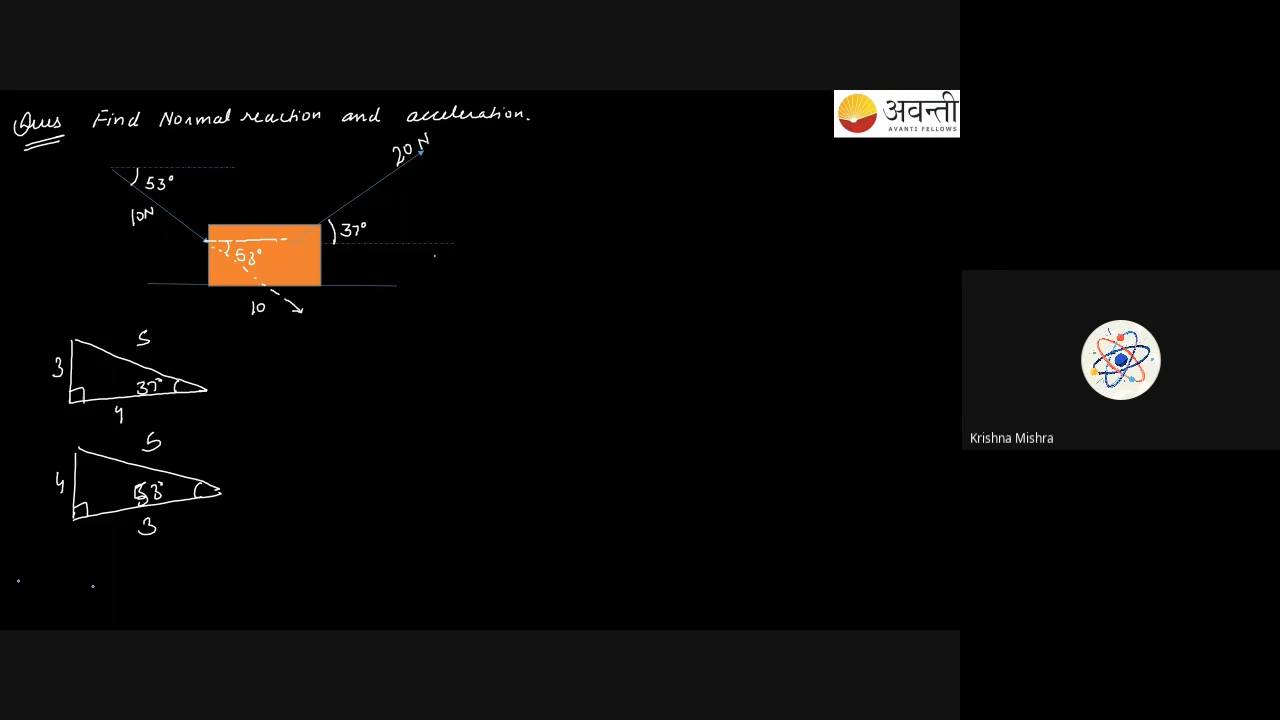 Ques Find Normal reaction and acceleration.
अवन्ती
AVANTI FELLOWS
20 N
53°
10N
37°
53°
10
5
3
37°
4
5
4
53°
3
Krishna Mishra